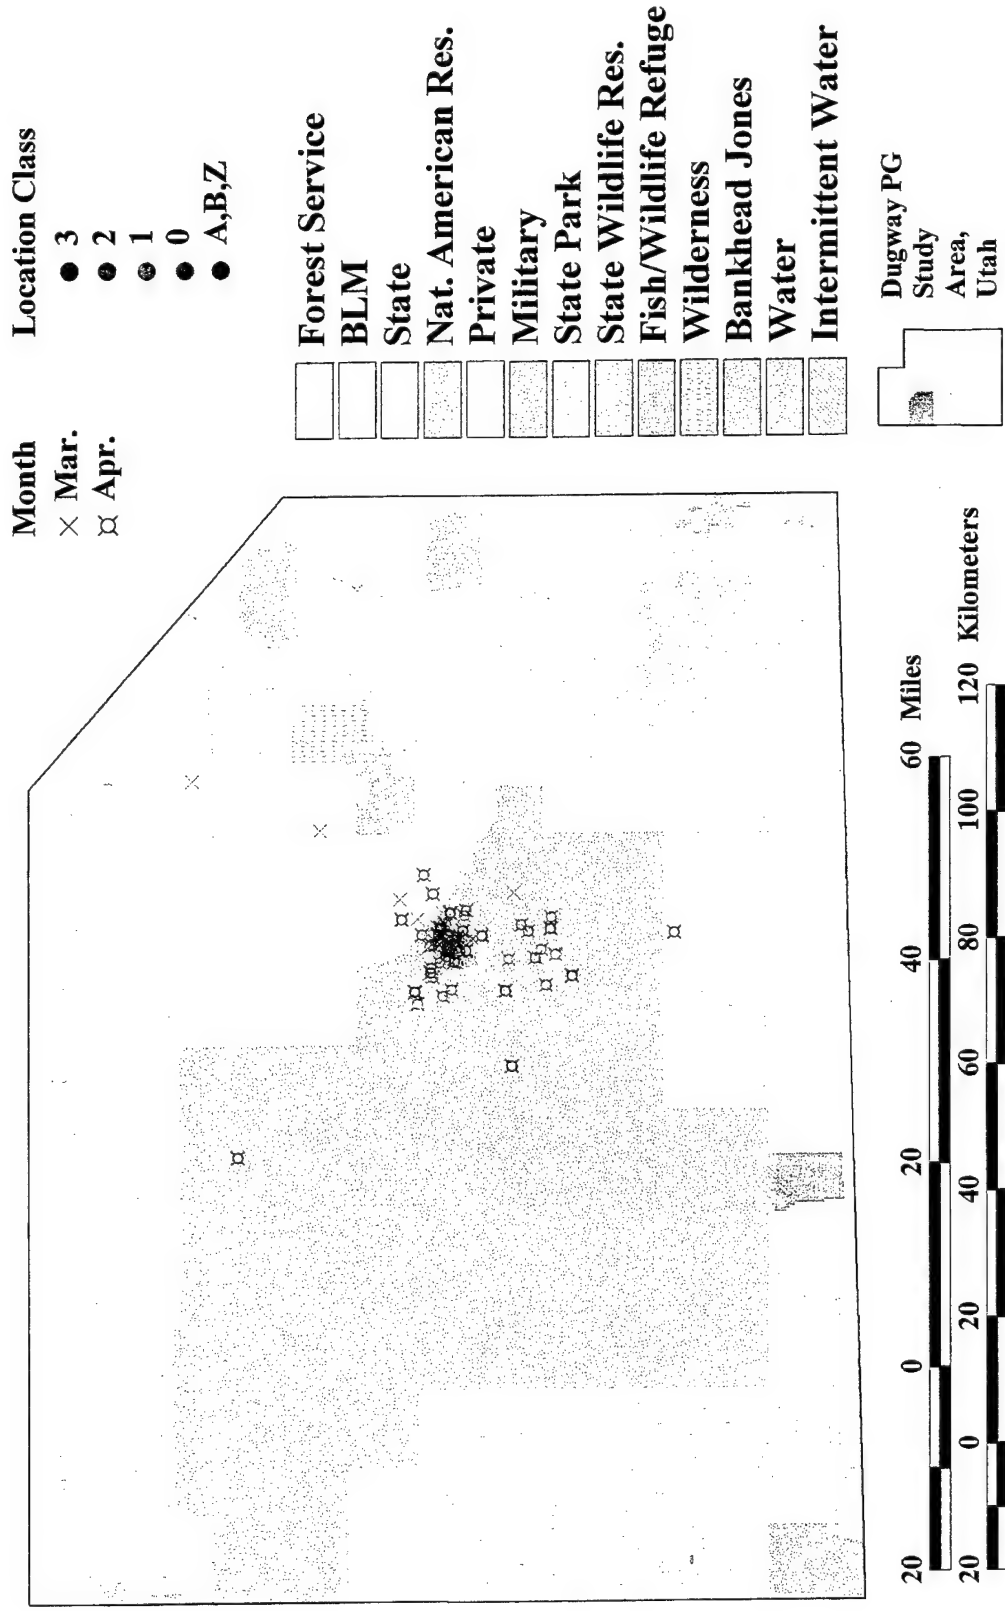 Month
× Mar.
¤ Apr.
Location Class
3
2
1
0
A,B,Z
Forest Service
BLM
State
Nat. American Res.
Private
Military
State Park
State Wildlife Res.
Fish/Wildlife Refuge
Wilderness
Bankhead Jones
Water
Intermittent Water
Dugway PG
Study
Area,
Utah
20 0 20 40 60 Miles
20 0 20 40 60 80 100 120 Kilometers